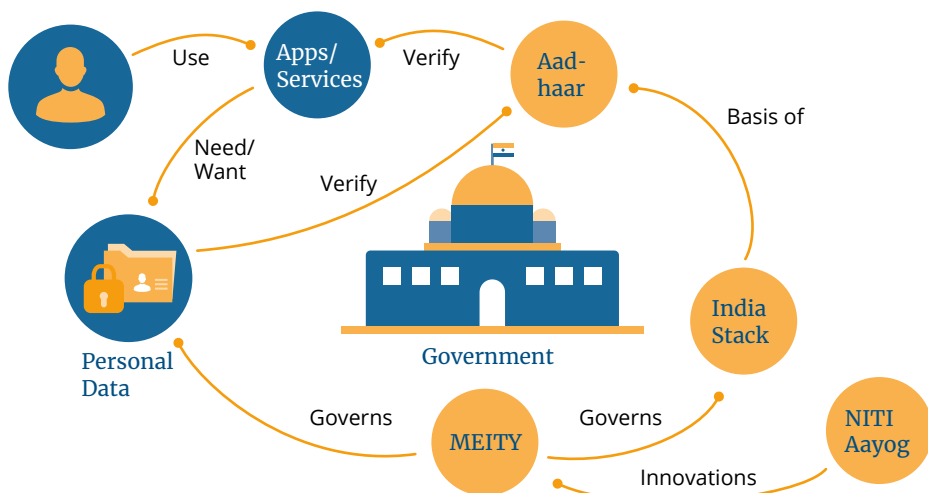 Use
Apps/
Services
Verify
Aad-
haar
Basis of
Need/
Want
Verify
India
Stack
Personal
Data
Government
Governs
MEITY
Governs
NITI
Aayog
Innovations